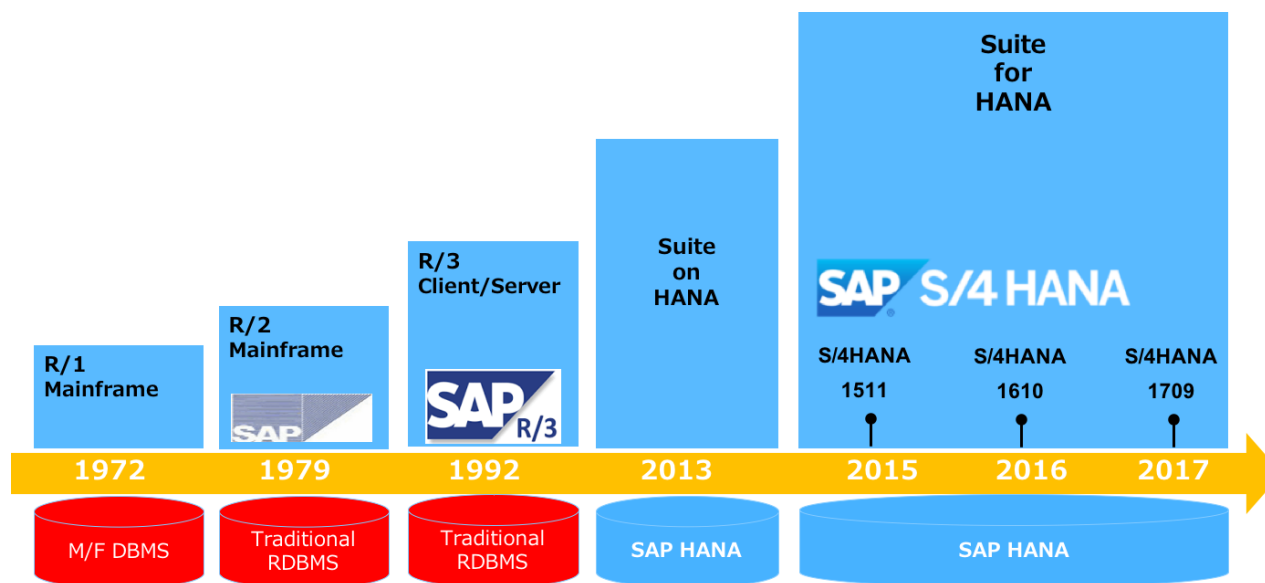 Suite
for
HANA
Suite
on
HANA
R/3
Client/Server
R/2
Mainframe
R/1
Mainframe
SAP S/4 HANA
S/4HANA
1511
S/4HANA
1610
S/4HANA
1709
SAP
SAP
R/3
1972
1979
1992
2013
2015
2016
2017
M/F DBMS
Traditional
RDBMS
Traditional
RDBMS
SAP HANA
SAP HANA